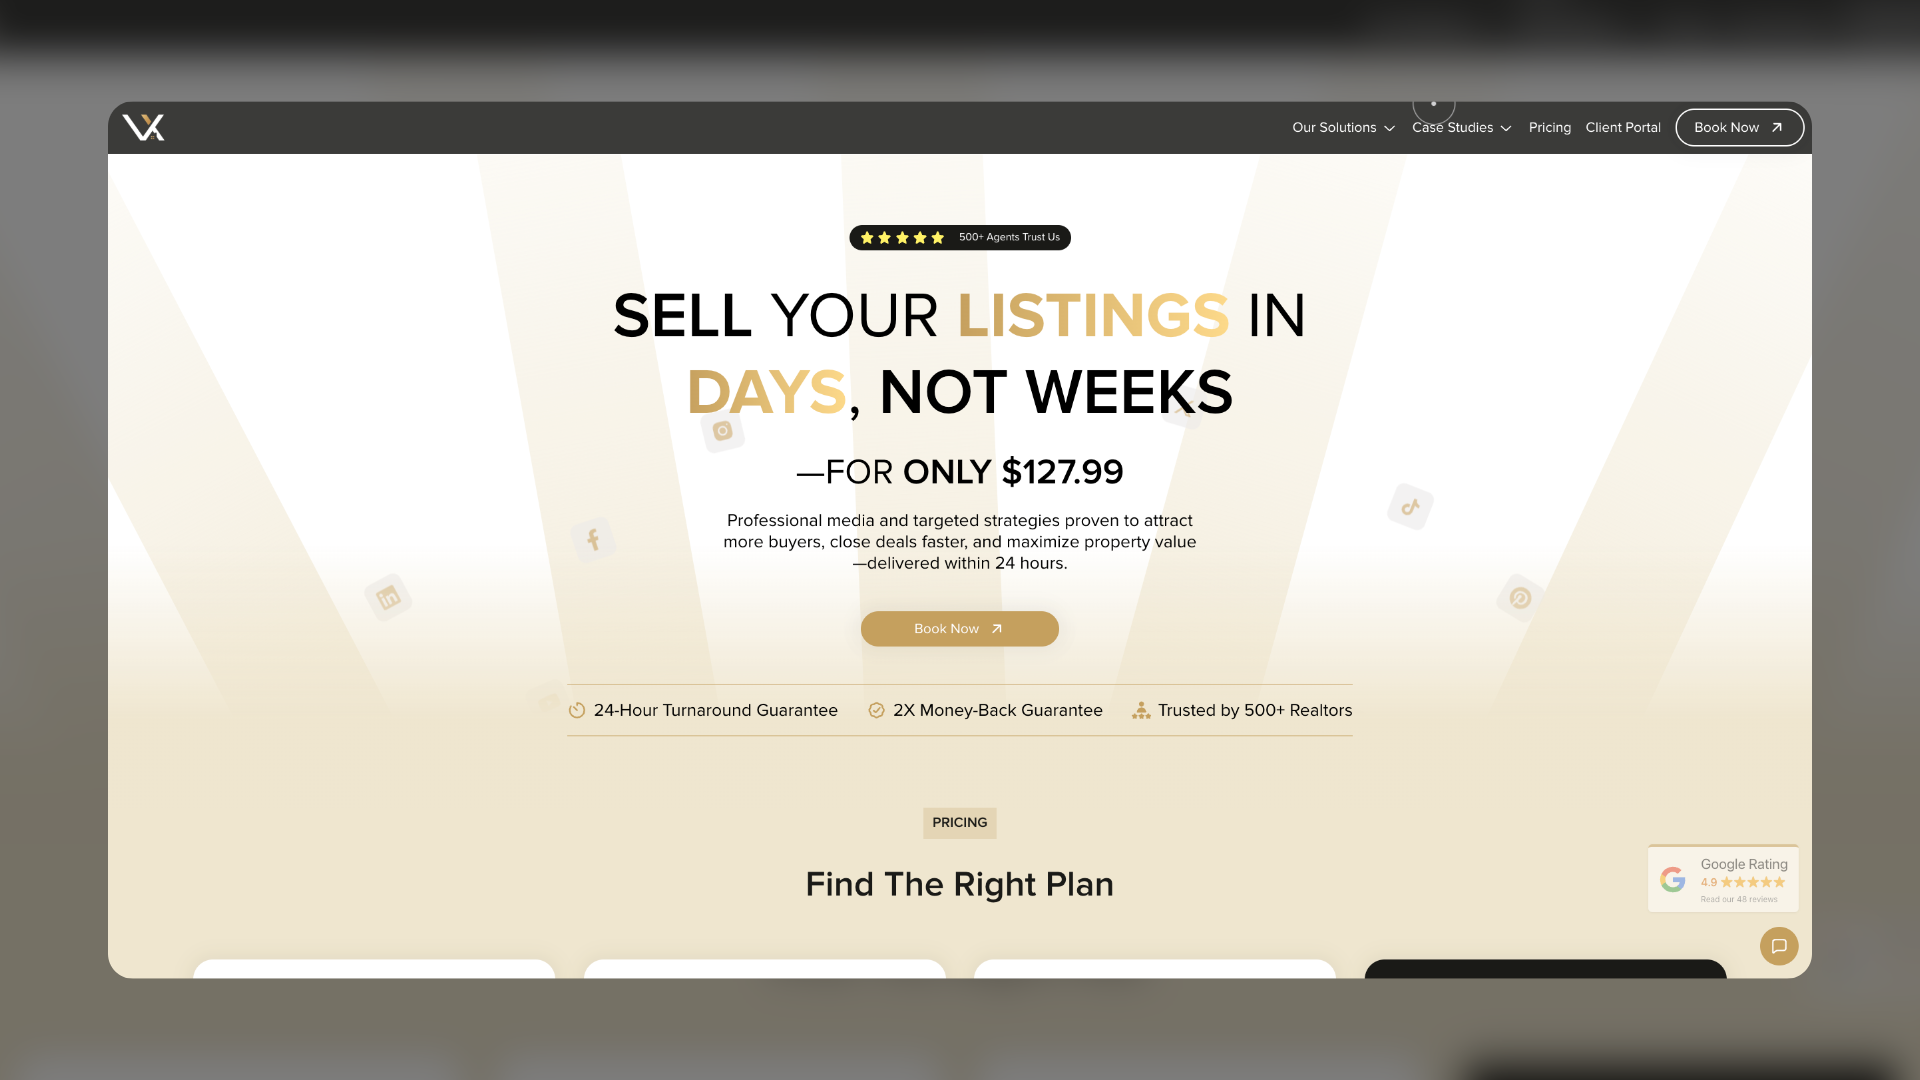 VX
Our Solutions
Case Studies
Pricing
Client Portal
Book Now
500+ Agents Trust Us
SELL YOUR LISTINGS IN
DAYS, NOT WEEKS
—FOR ONLY $127.99
Professional media and targeted strategies proven to attract
more buyers, close deals faster, and maximize property value
—delivered within 24 hours.
Book Now
24-Hour Turnaround Guarantee
2X Money-Back Guarantee
Trusted by 500+ Realtors
PRICING
Find The Right Plan
Google Rating
4.9
Read our 48 reviews